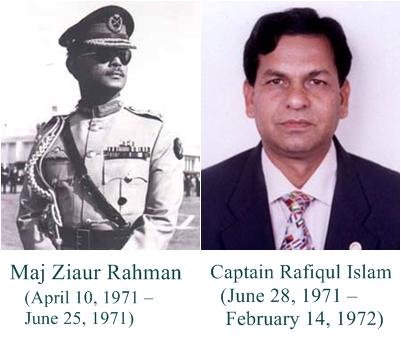 Maj Ziaur Rahman
(April 10, 1971 –
June 25, 1971)
Captain Rafiqul Islam
(June 28, 1971 –
February 14, 1972)